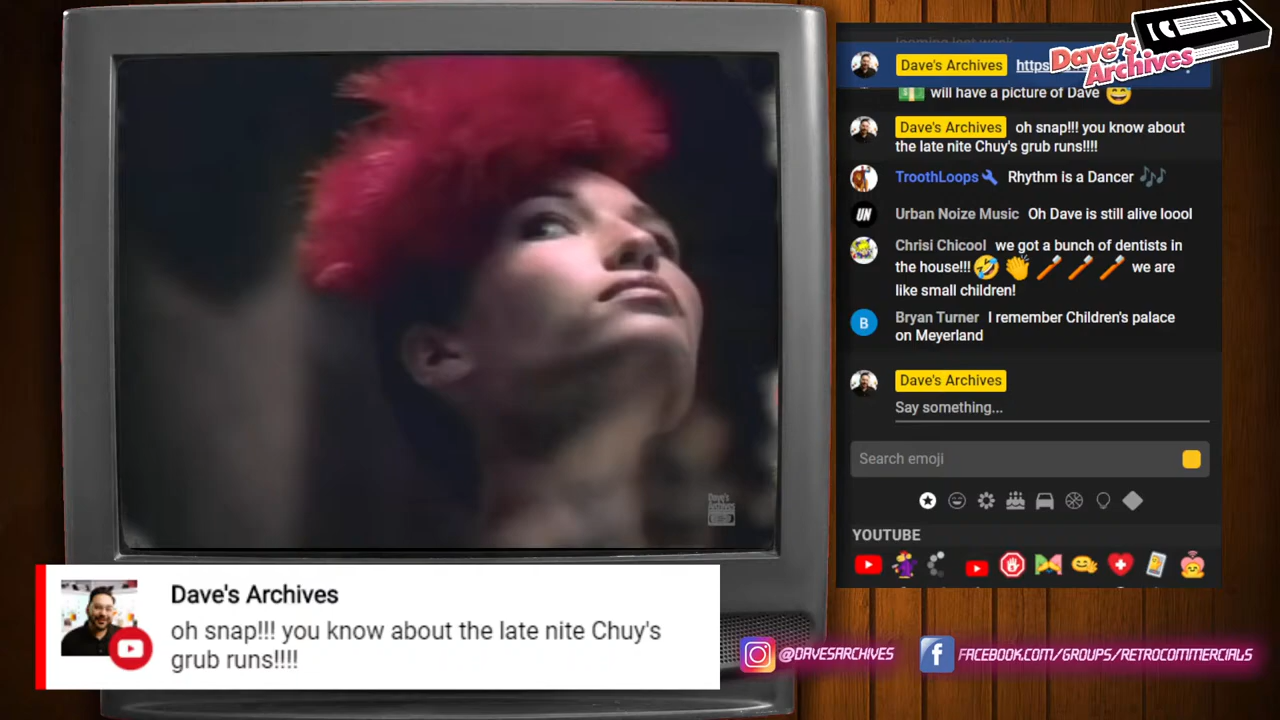 Dave's Archives
Dave's Archives https
will have a picture of Dave
Dave's Archives oh snap!!! you know about
the late nite Chuy's grub runs!!!!
TroothLoops Rhythm is a Dancer
UN Urban Noize Music Oh Dave is still alive loool
Chrisi Chicool we got a bunch of dentists in
the house!!! we are
like small children!
B Bryan Turner I remember Children's palace
on Meyerland
Dave's Archives
Say something...
Search emoji
YOUTUBE
Dave's
Archives
Dave's Archives
oh snap!!! you know about the late nite Chuy's
grub runs!!!!
@DAVESARCHIVES
FACEBOOK.COM/GROUPS/RETROCOMMERCIALS